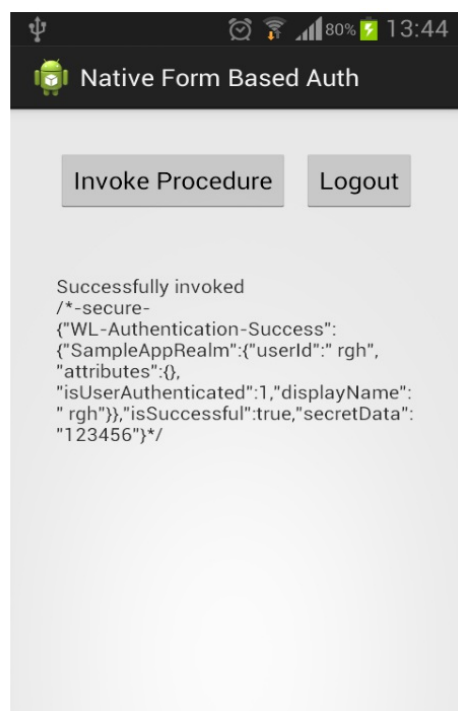 80% 13:44
Native Form Based Auth
Invoke Procedure Logout
Successfully invoked
/*-secure-
{"WL-Authentication-Success":
{"SampleAppRealm":{"userId":" rgh",
"attributes":{},
"isUserAuthenticated":1,"displayName":
" rgh"}},"isSuccessful":true,"secretData":
"123456"}*/